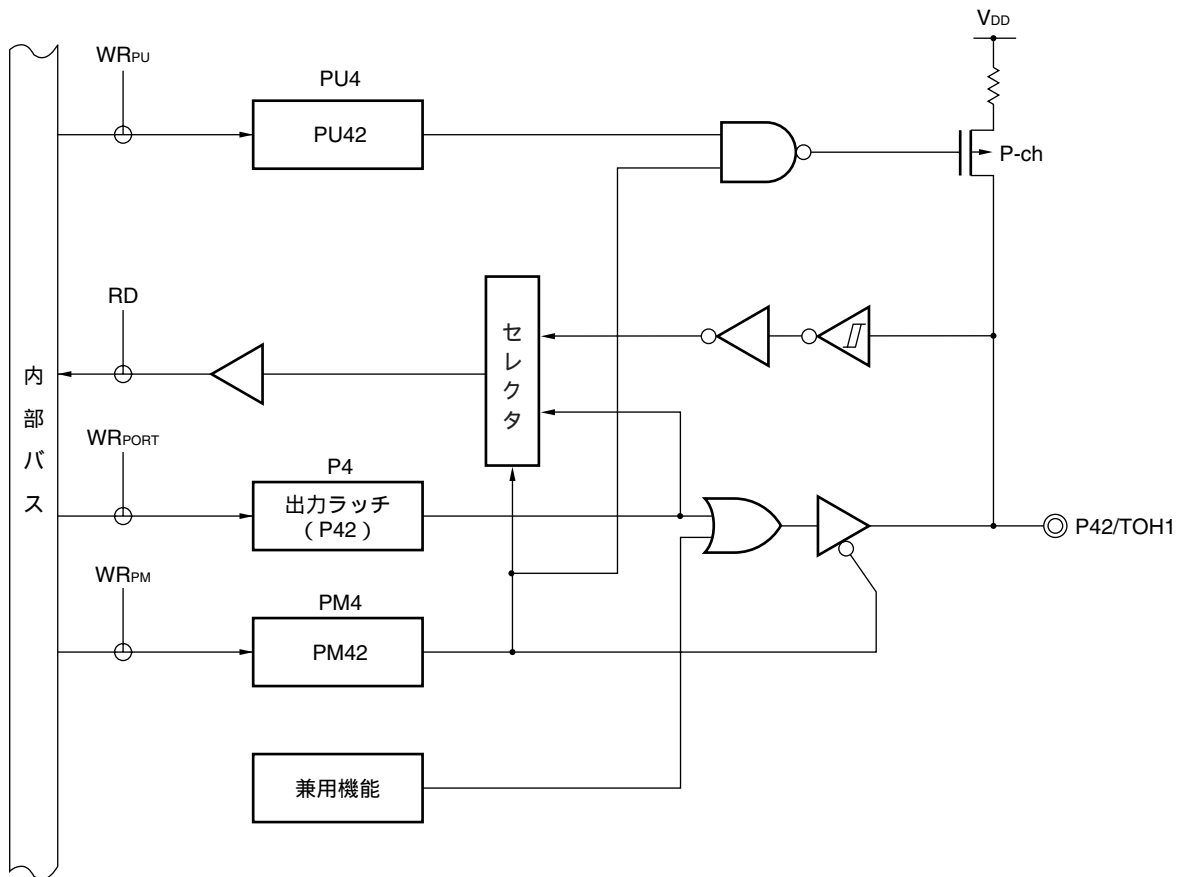 VDD
WRPU
PU4
PU42
P-ch
RD
セレクタ
内部バス
WRPORT
P4
出力ラッチ
(P42)
P42/TOH1
WRPM
PM4
PM42
兼用機能